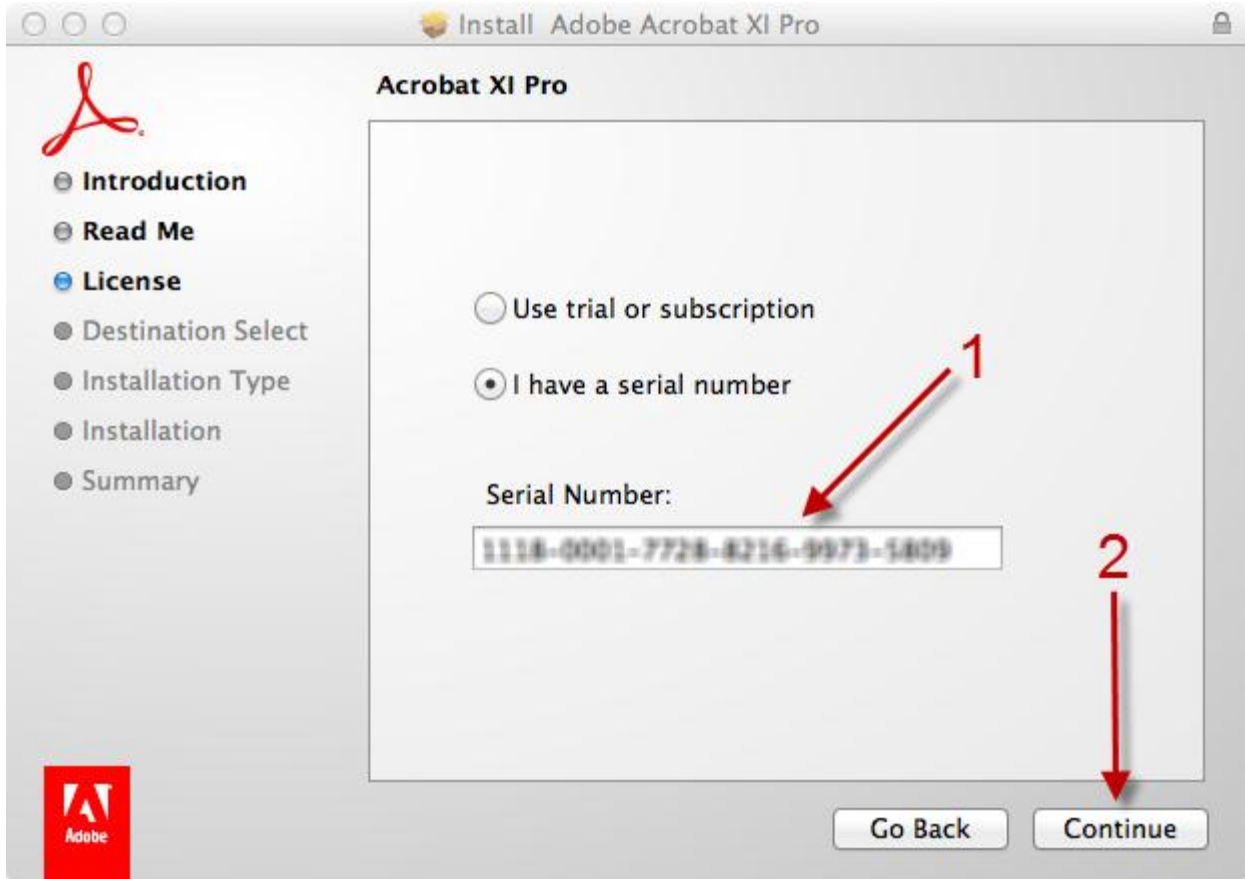 Install Adobe Acrobat XI Pro
Acrobat XI Pro
Introduction
Read Me
License
Destination Select
Installation Type
Installation
Summary
Use trial or subscription
I have a serial number
1
Serial Number:
2
Adobe
Go Back
Continue